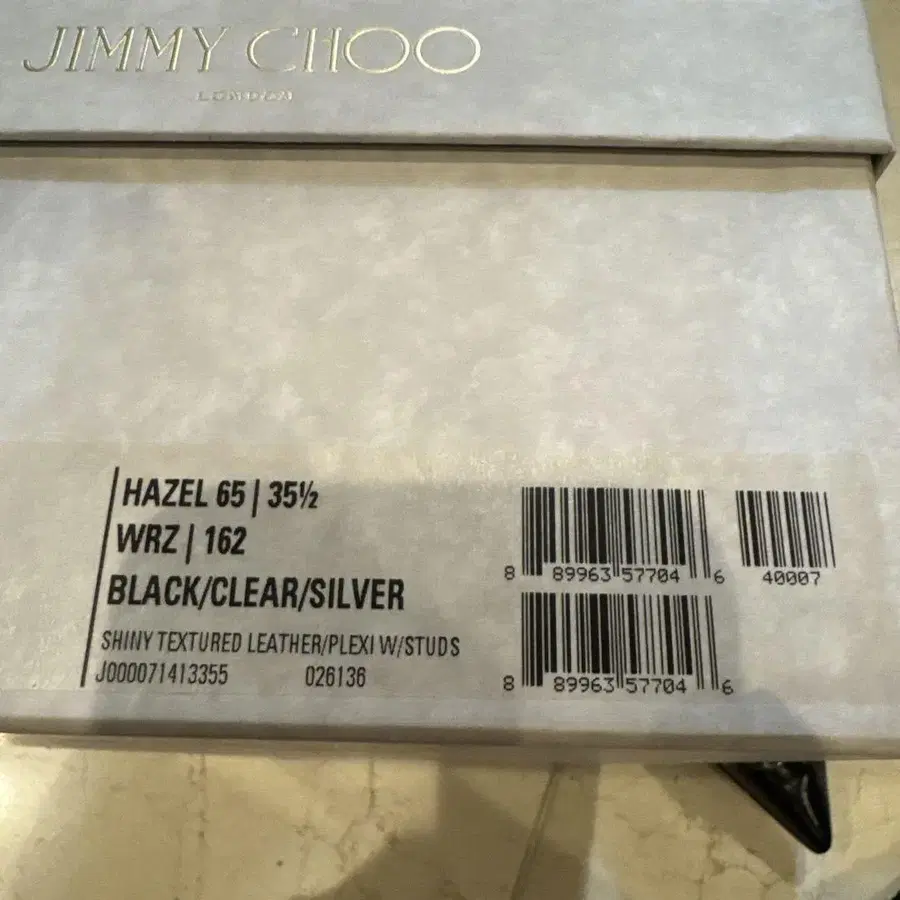 JIMMY CHOO
LONDON
HAZEL 65 | 35½
WRZ | 162
BLACK/CLEAR/SILVER
SHINY TEXTURED LEATHER/PLEXI W/STUDS
J000071413355 026136
8 89963 57704 6
40007
8 89963 57704 6